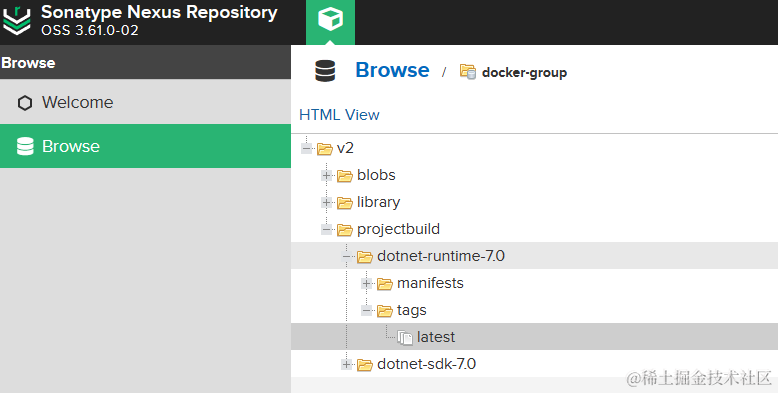 Sonatype Nexus Repository
OSS 3.61.0-02
Browse
Welcome
Browse
Browse / docker-group
HTML View
v2
blobs
library
projectbuild
dotnet-runtime-7.0
manifests
tags
latest
dotnet-sdk-7.0
@稀土掘金技术社区